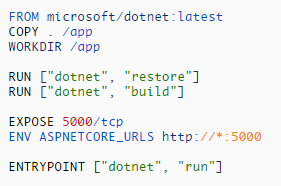 FROM microsoft/dotnet:latest
COPY . /app
WORKDIR /app
RUN ["dotnet", "restore"]
RUN ["dotnet", "build"]
EXPOSE 5000/tcp
ENV ASPNETCORE_URLS http://*:5000
ENTRYPOINT ["dotnet", "run"]